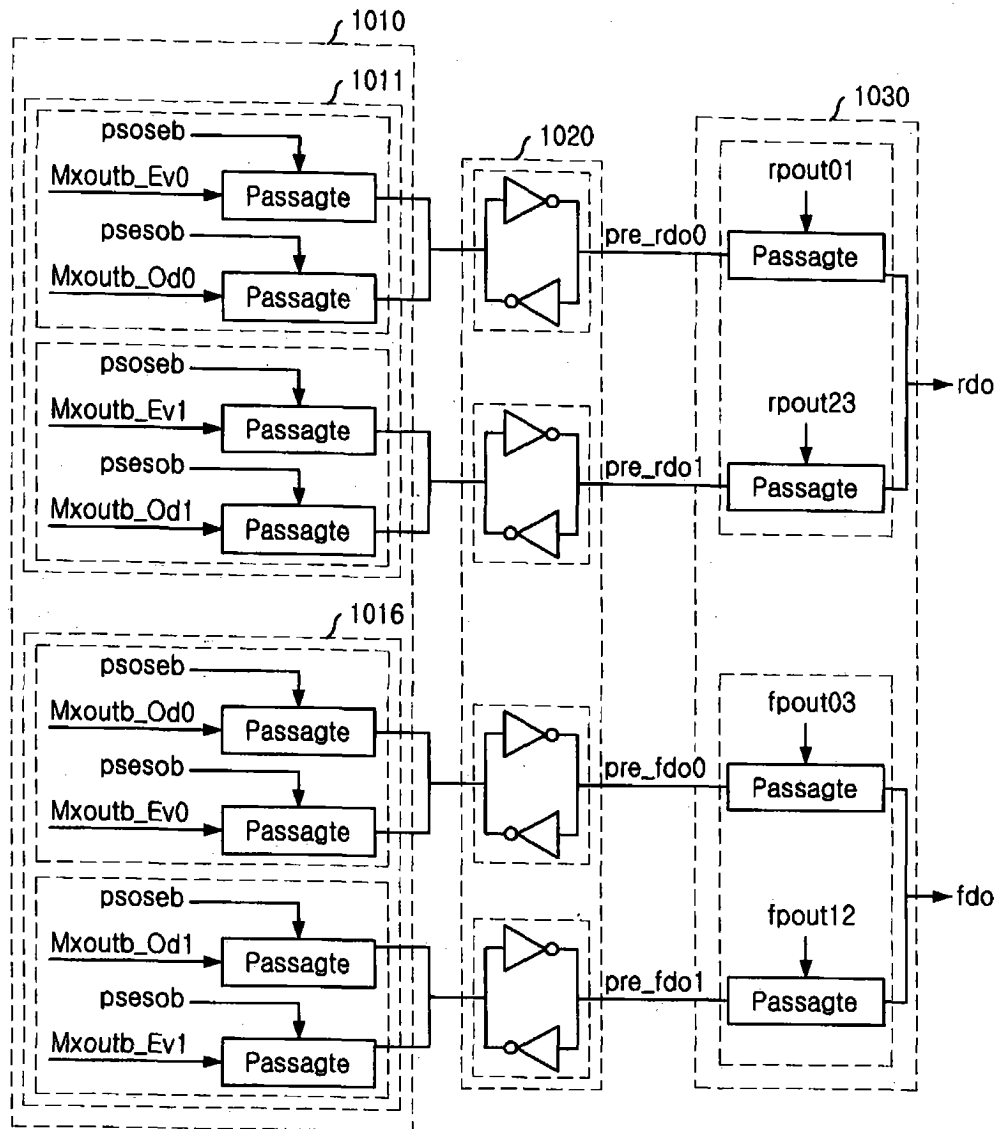 1010
1011
psoseb
Mxoutb_Ev0
Passagte
psesob
Mxoutb_Od0
Passagte
psoseb
Mxoutb_Ev1
Passagte
psesob
Mxoutb_Od1
Passagte
1016
psoseb
Mxoutb_Od0
Passagte
psesob
Mxoutb_Ev0
Passagte
psoseb
Mxoutb_Od1
Passagte
psesob
Mxoutb_Ev1
Passagte
1020
pre_rdo0
pre_rdo1
pre_fdo0
pre_fdo1
1030
rpout01
Passagte
rpout23
Passagte
rdo
fpout03
Passagte
fpout12
Passagte
fdo